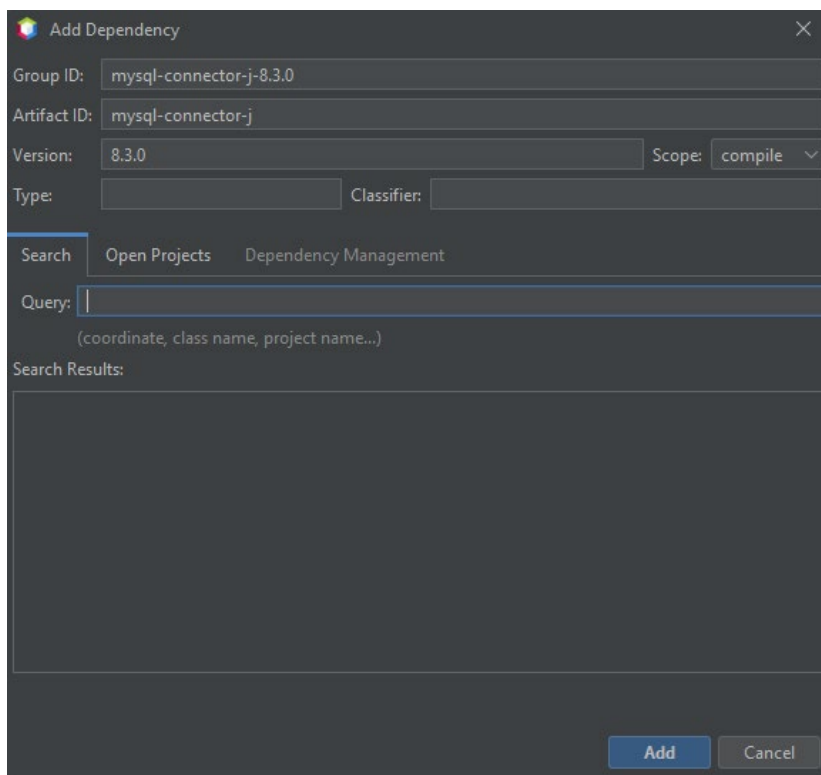 Add Dependency
Group ID: mysql-connector-j-8.3.0
Artifact ID: mysql-connector-j
Version: 8.3.0 Scope: compile
Type: Classifier:
Search Open Projects Dependency Management
Query:
(coordinate, class name, project name...)
Search Results:
Add Cancel